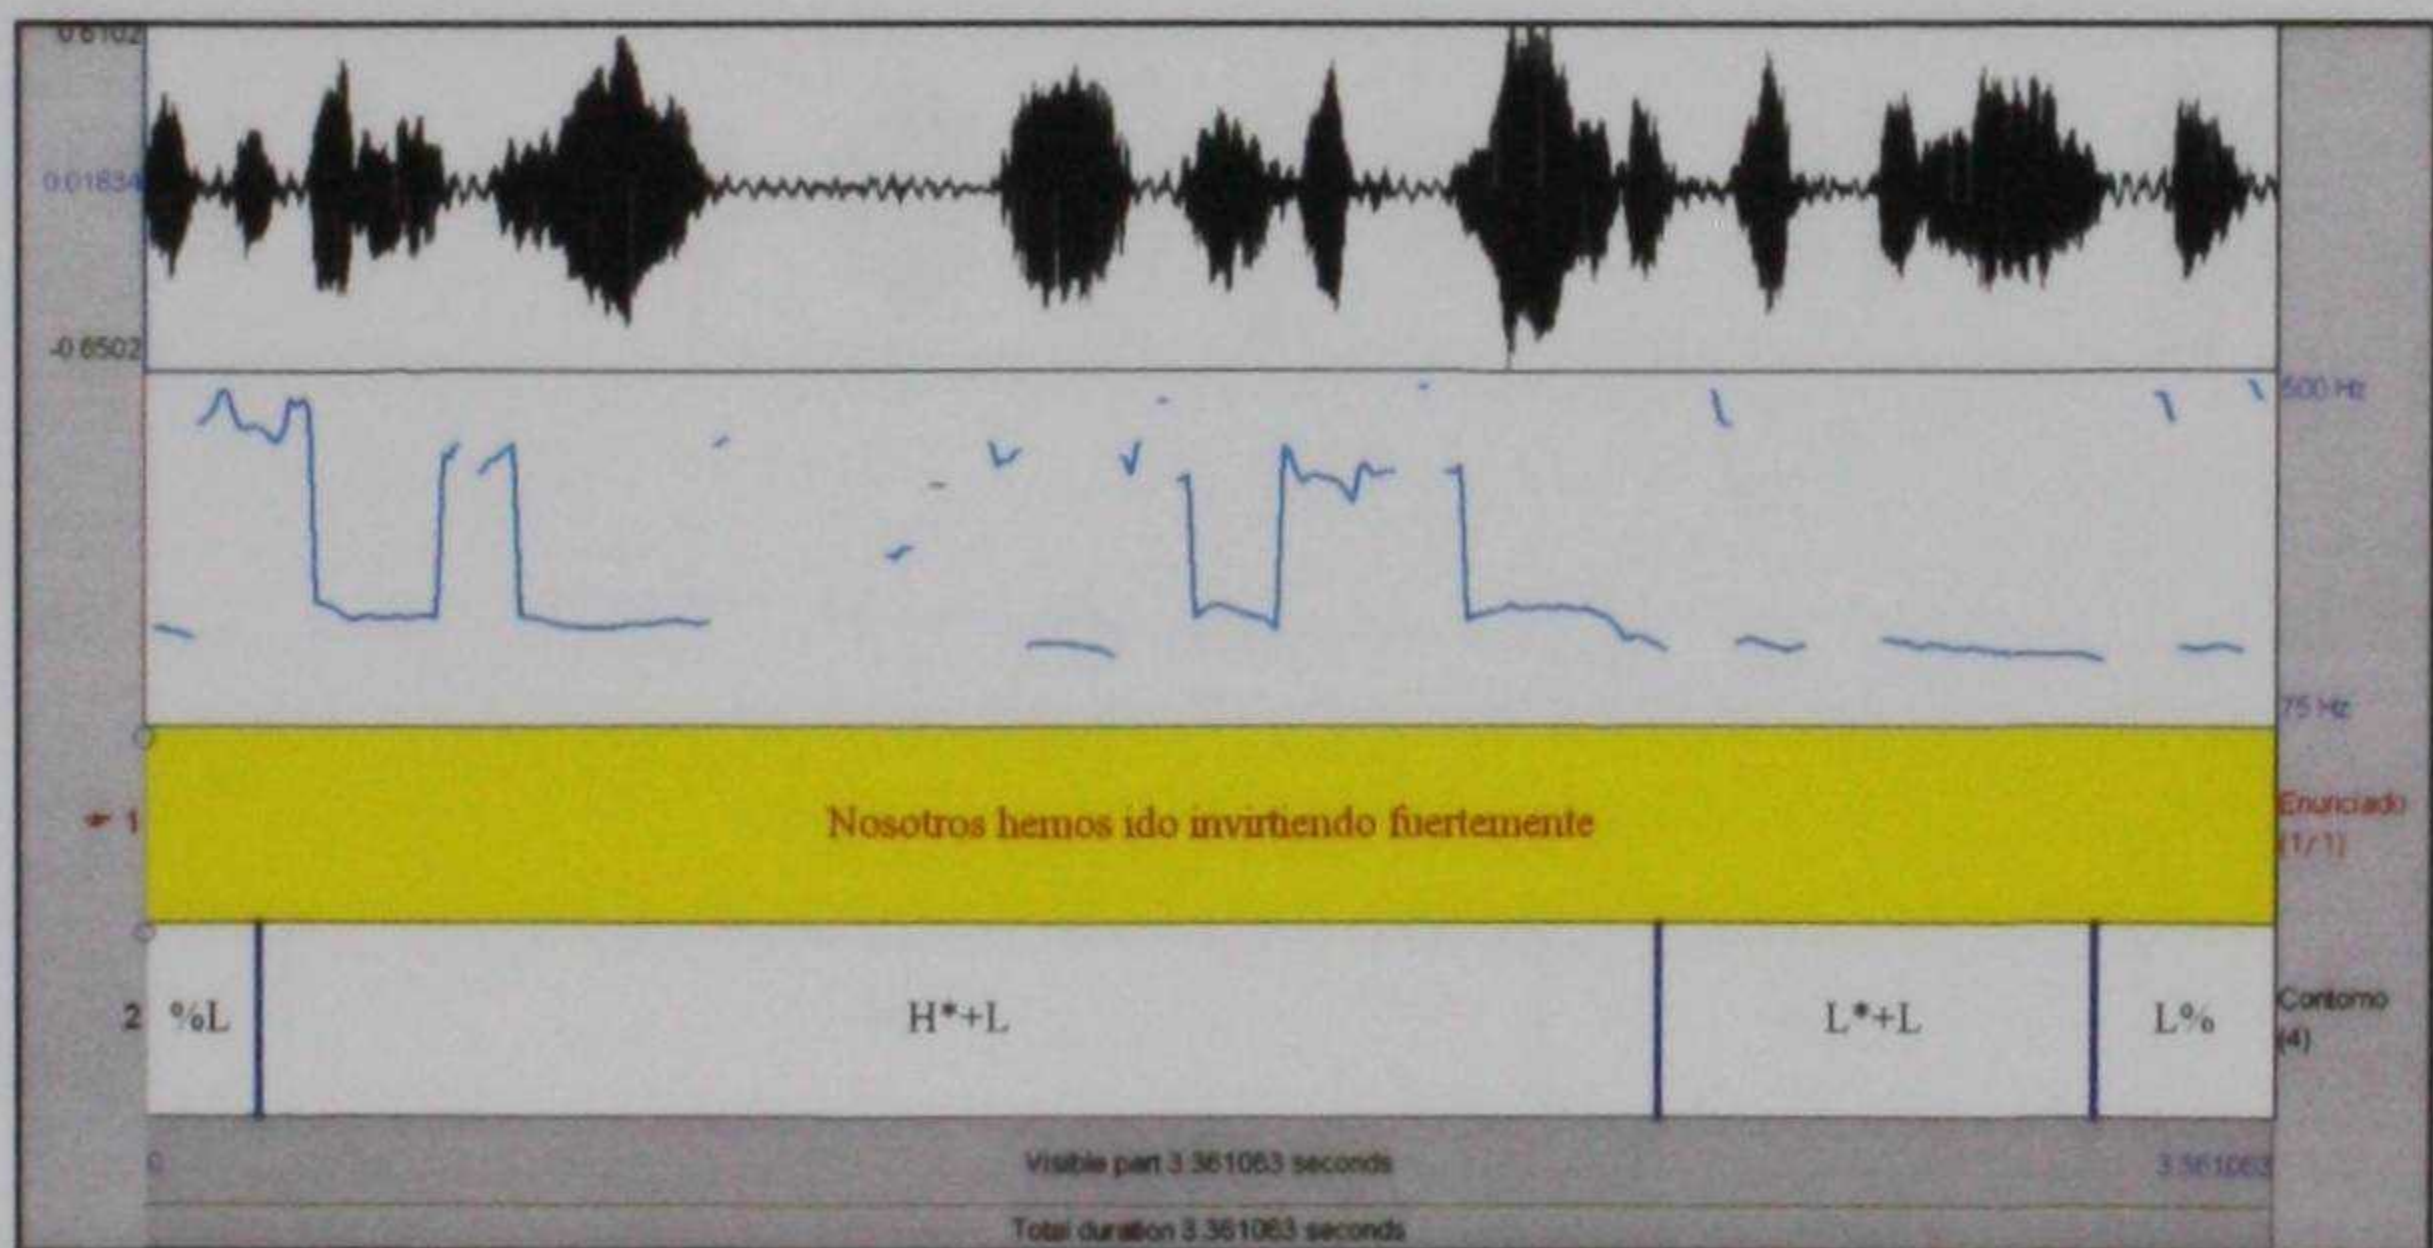 0.6102
0.01834
-0.6502
500 Hz
75 Hz
1
Nosotros hemos ido invirtiendo fuertemente
Enunciado
(1/1)
2
%L
H*+L
L*+L
L%
Contorno
(4)
0
Visible part 3.361063 seconds
3.361063
Total duration 3.361063 seconds